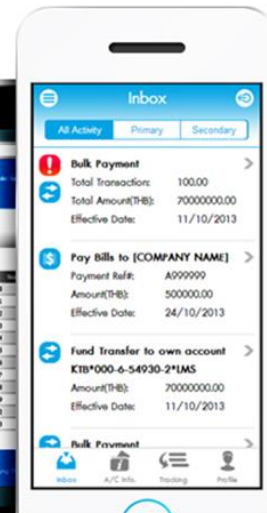 Inbox
All Activity Primary Secondary
Bulk Payment
Total Transaction: 100.00
Total Amount(THB): 70000000.00
Effective Date: 11/10/2013
Pay Bills to [COMPANY NAME]
Payment Ref#: A999999
Amount(THB): 500000.00
Effective Date: 24/10/2013
Fund Transfer to own account
KTB*000-6-54930-2*LMS
Amount(THB): 70000000.00
Effective Date: 11/10/2013
Bulk Payment
Inbox A/C Info. Tracking Profile